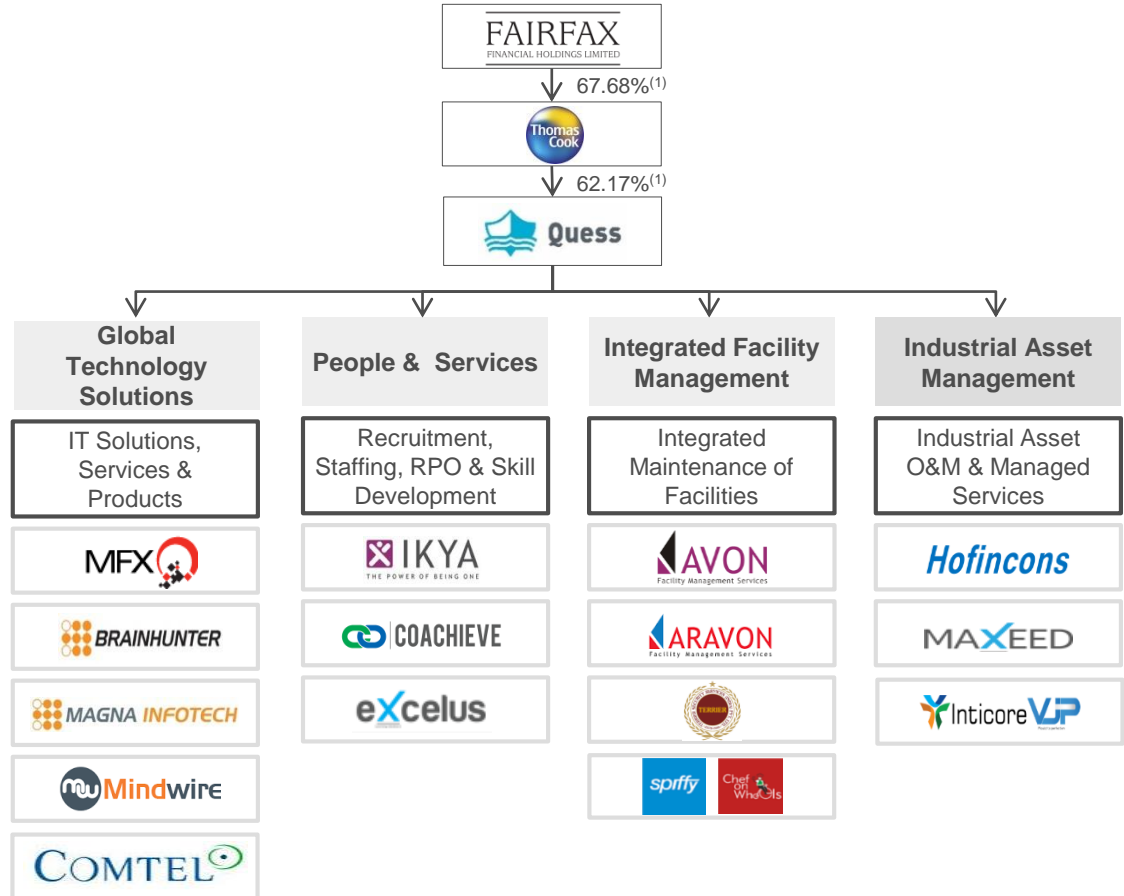 FAIRFAX
FINANCIAL HOLDINGS LIMITED
67.68%(1)
Thomas
Cook
62.17%(1)
Quess
Global
Technology
Solutions
IT Solutions,
Services &
Products
MFX
BRAINHUNTER
MAGNA INFOTECH
mw Mindwire
COMTEL
People & Services
Recruitment,
Staffing, RPO & Skill
Development
IKYA
THE POWER OF BEING ONE
COACHIEVE
eXcelus
Integrated Facility
Management
Integrated
Maintenance of
Facilities
AVON
Facility Management Services
ARAVON
Facility Management Services
TERRIER
spiffy
Chef
on
Wheels
Industrial Asset
Management
Industrial Asset
O&M & Managed
Services
Hofincons
MAXEED
Inticore VJP